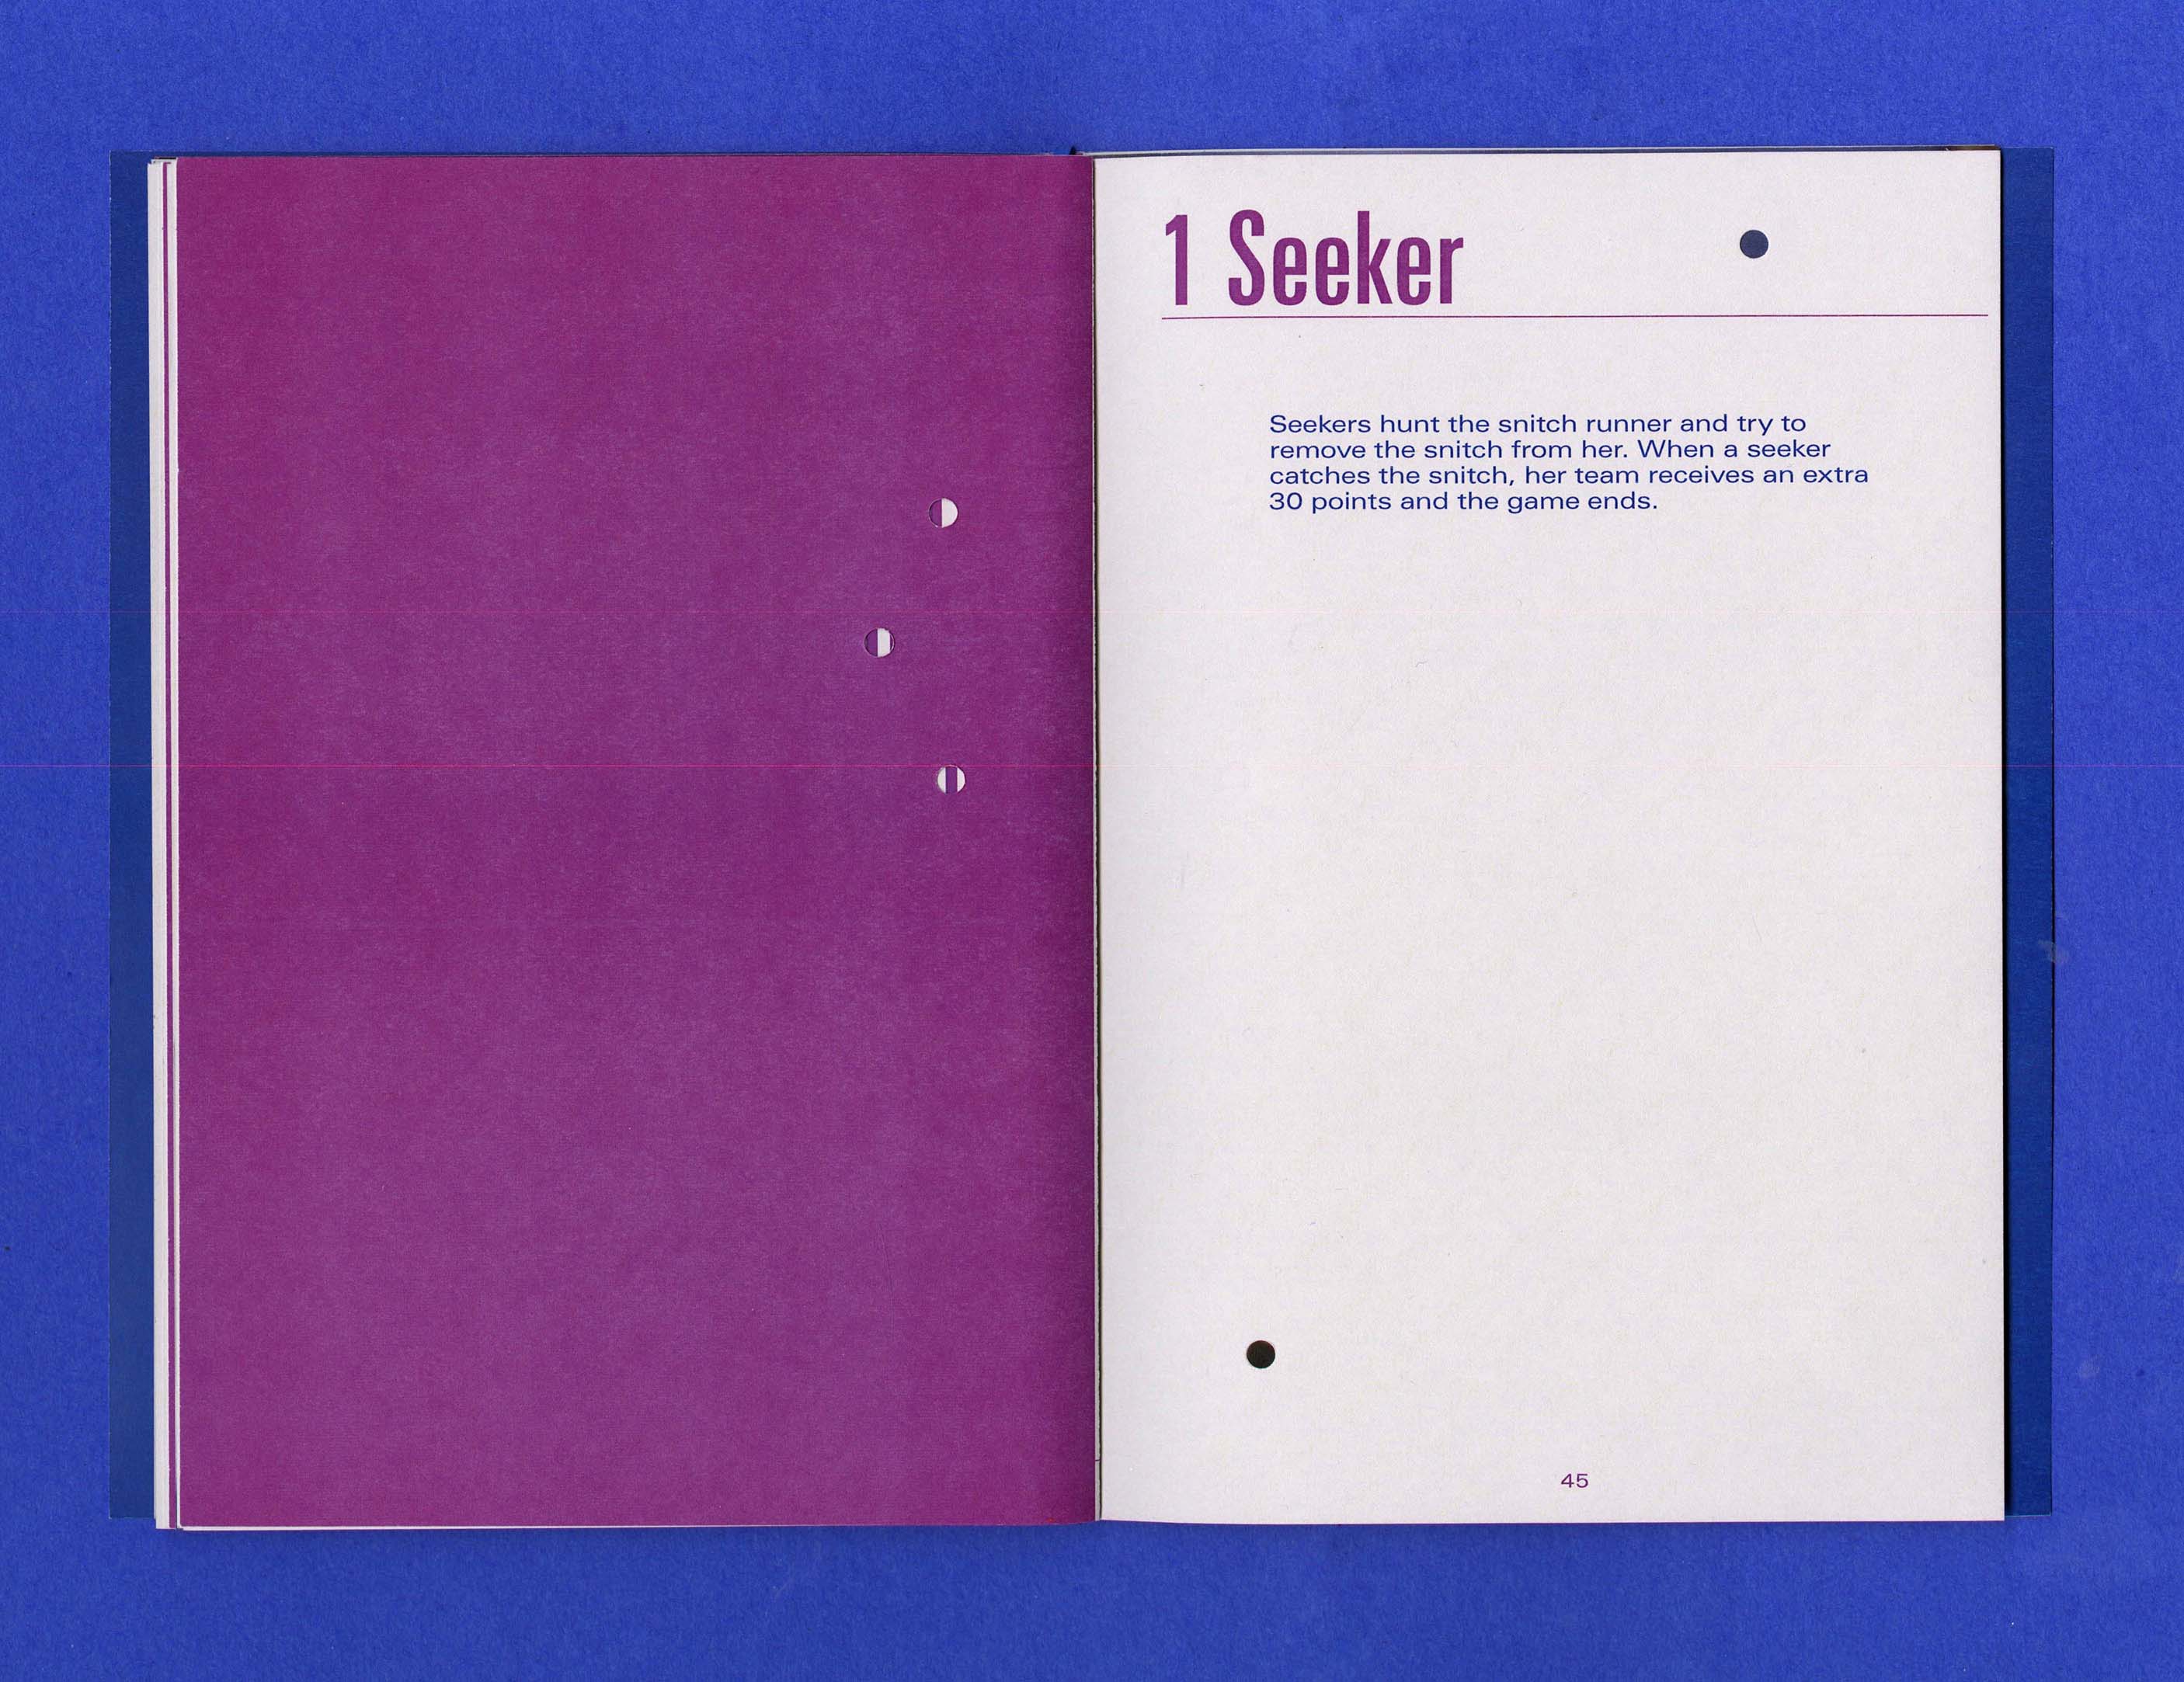 1 Seeker
Seekers hunt the snitch runner and try to
remove the snitch from her. When a seeker
catches the snitch, her team receives an extra
30 points and the game ends.
45